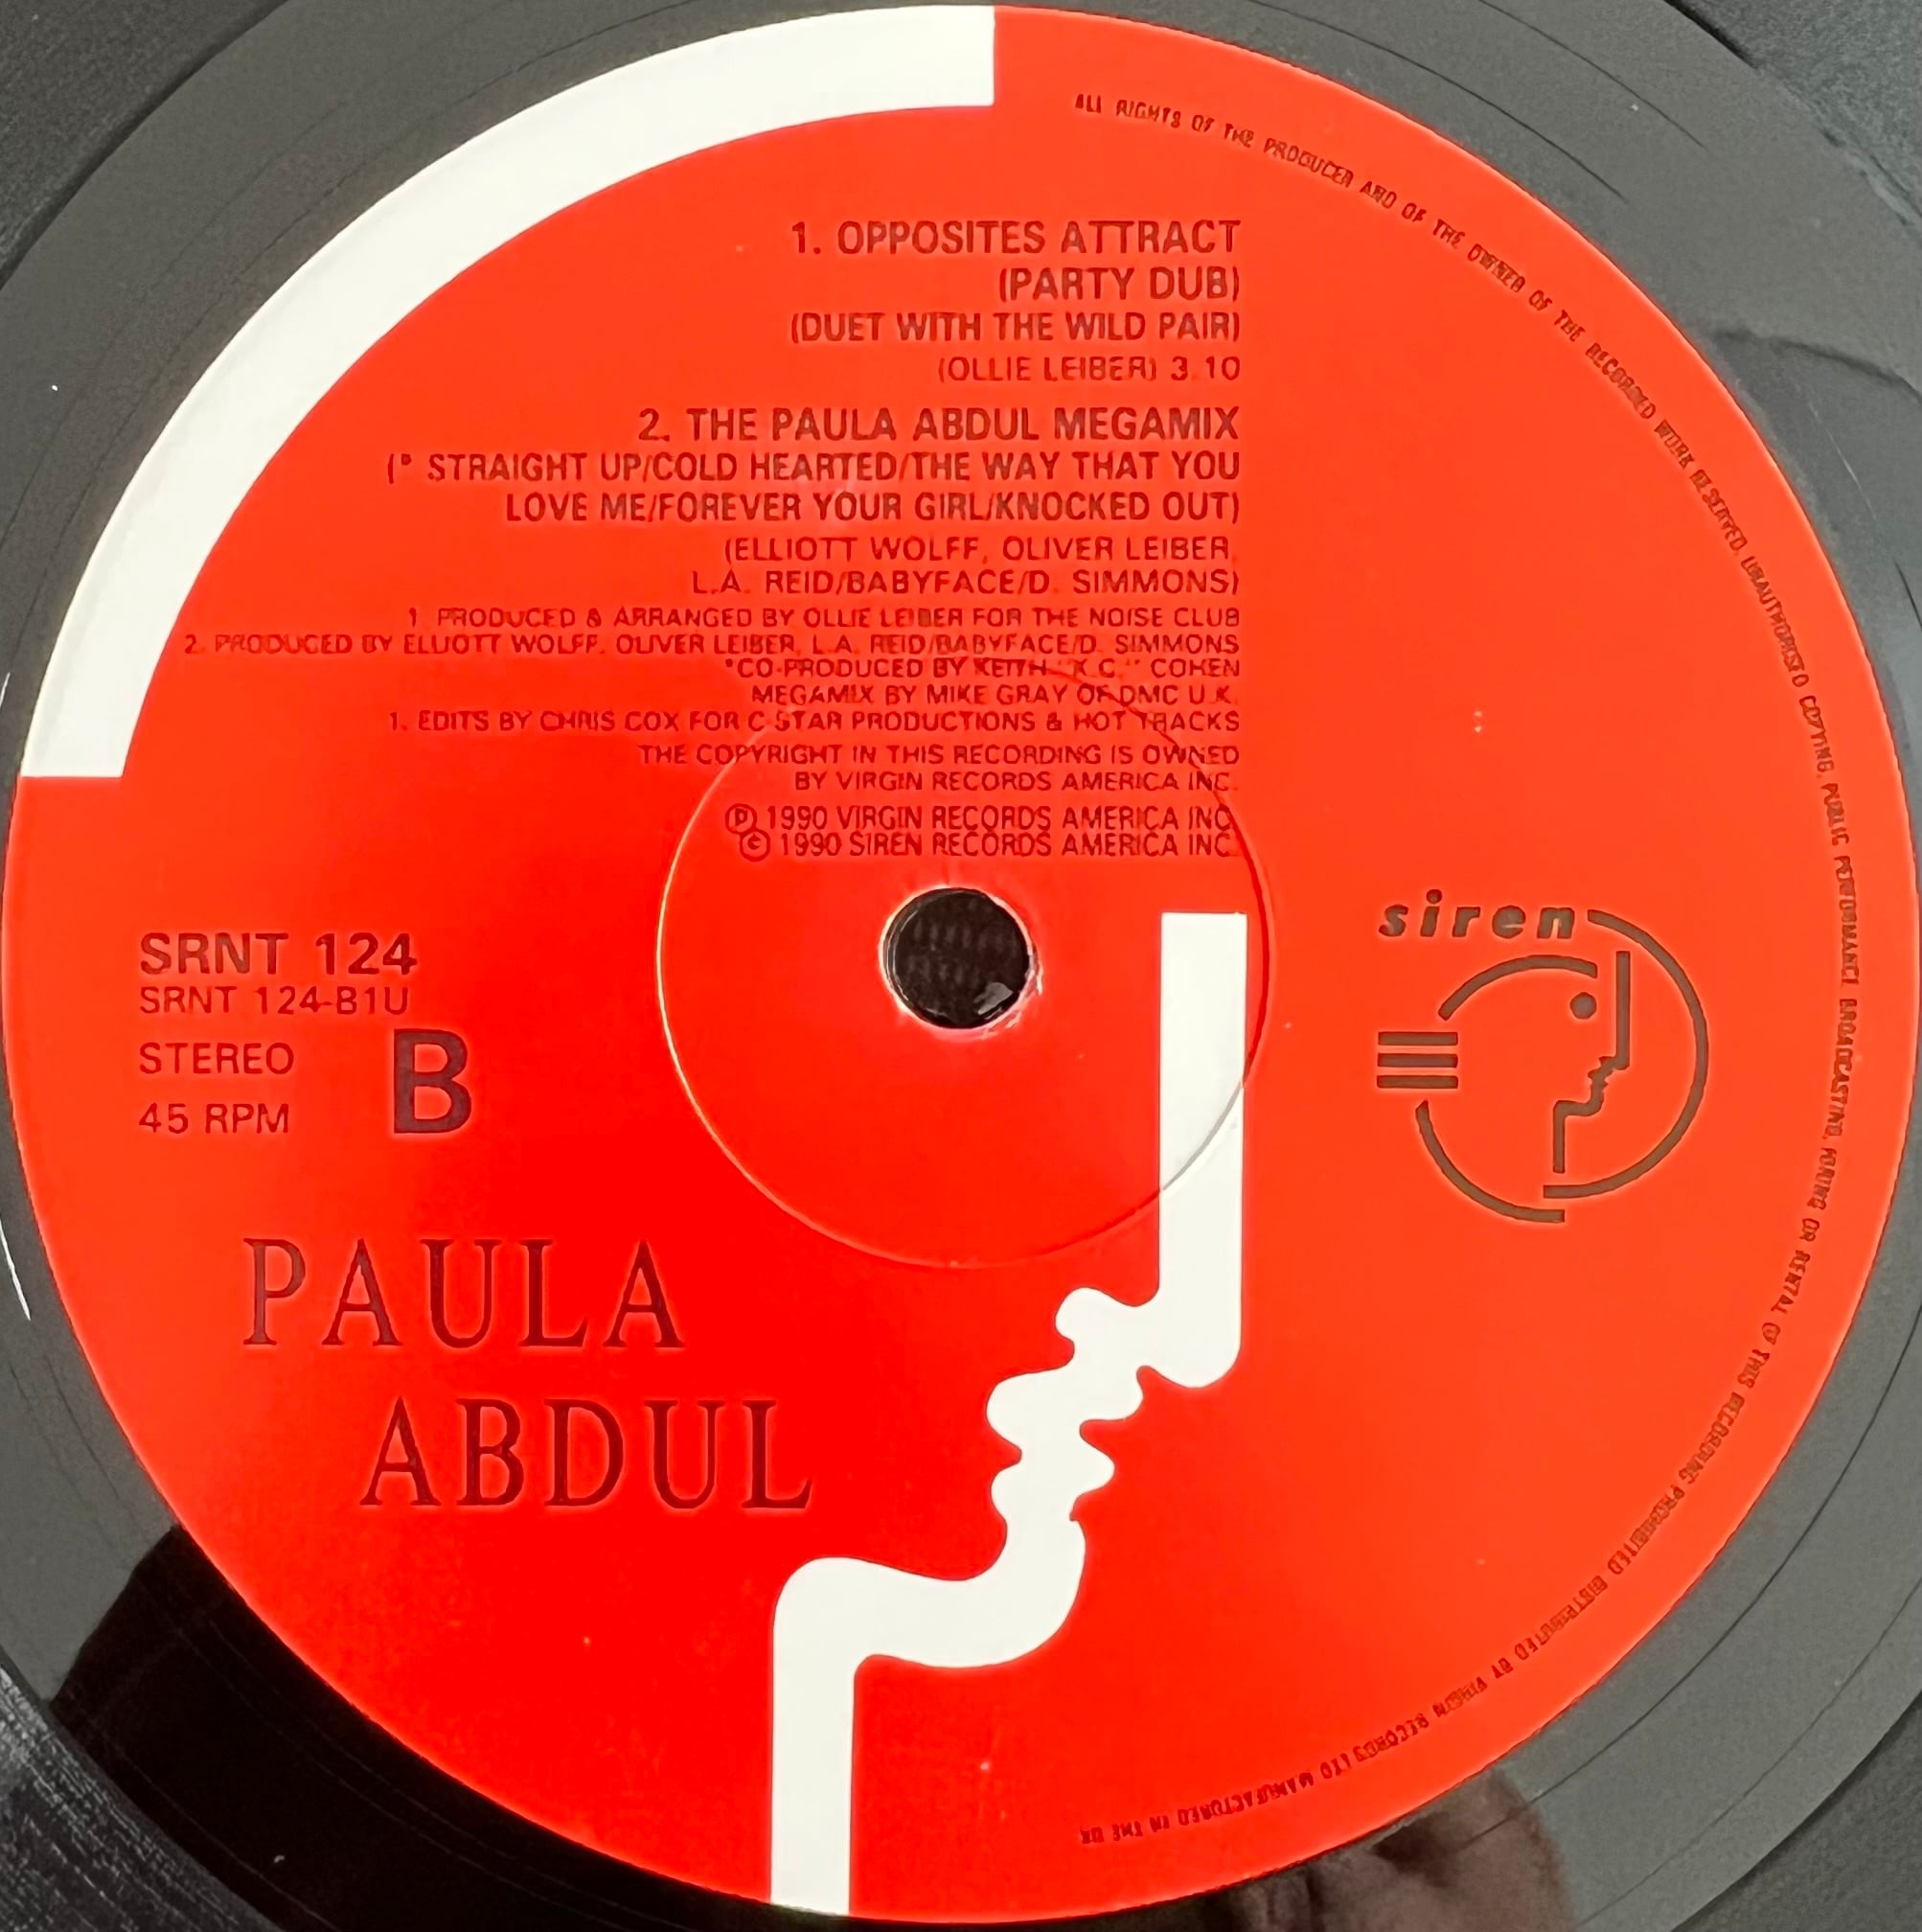 1. OPPOSITES ATTRACT
(PARTY DUB)
(DUET WITH THE WILD PAIR)
(OLLIE LEIBER) 3.10
2. THE PAULA ABDUL MEGAMIX
(* STRAIGHT UP/COLD HEARTED/THE WAY THAT YOU
LOVE ME/FOREVER YOUR GIRL/KNOCKED OUT)
(ELLIOTT WOLFF, OLIVER LEIBER,
L.A. REID/BABYFACE/D. SIMMONS)
1. PRODUCED & ARRANGED BY OLLIE LEIBER FOR THE NOISE CLUB
2. PRODUCED BY ELLIOTT WOLFF, OLIVER LEIBER, L.A. REID/BABYFACE/D. SIMMONS
*CO-PRODUCED BY KEITH "K.C." COHEN
MEGAMIX BY MIKE GRAY OF DMC U.K.
1. EDITS BY CHRIS COX FOR C-STAR PRODUCTIONS & HOT TRACKS
THE COPYRIGHT IN THIS RECORDING IS OWNED
BY VIRGIN RECORDS AMERICA INC.
Ⓟ 1990 VIRGIN RECORDS AMERICA INC.
© 1990 SIREN RECORDS AMERICA INC.
SRNT 124
SRNT 124-B1U
STEREO
45 RPM
B
siren
PAULA
ABDUL
ALL RIGHTS OF THE PRODUCER AND OF THE OWNER OF THE RECORDED WORK RESERVED. UNAUTHORISED COPYING, PUBLIC PERFORMANCE, BROADCASTING, HIRING OR RENTAL OF THIS RECORDING PROHIBITED DISTRIBUTED BY VIRGIN RECORDS LTD MANUFACTURED IN THE UK